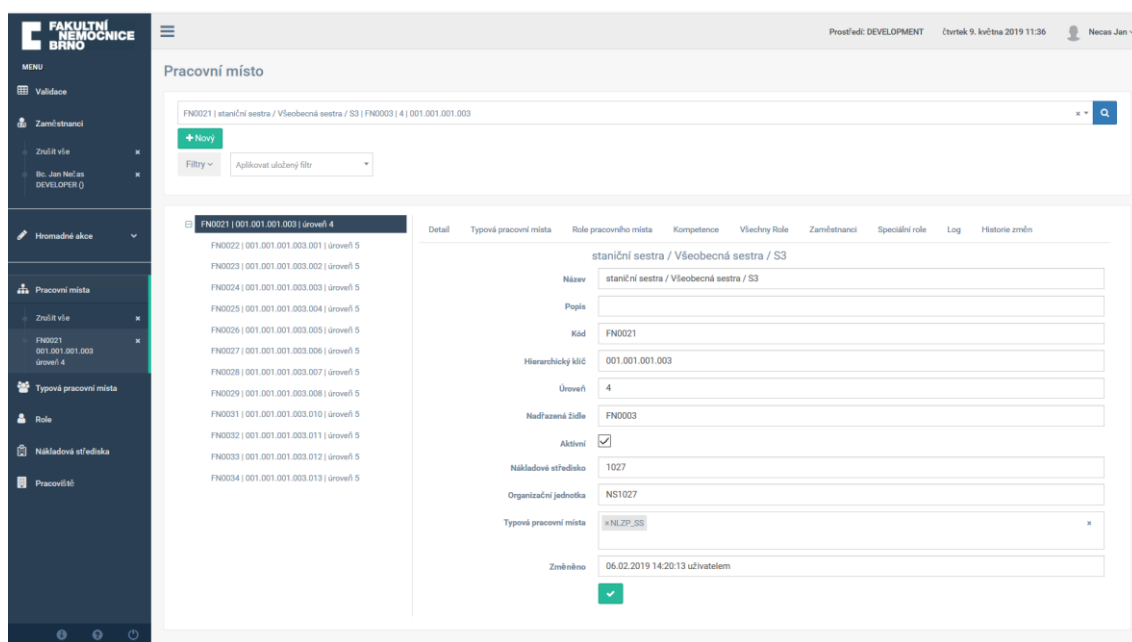 FAKULTNÍ
NEMOCNICE
BRNO
Prostředí: DEVELOPMENT čtvrtek 9. května 2019 11:36 Necas Jan
MENU
Validace
Zaměstnanci
Zrušit vše
Bc. Jan Nečas
DEVELOPER ()
Hromadné akce
Pracovní místa
Zrušit vše
FN0021
001.001.001.003
úroveň 4
Typová pracovní místa
Role
Nákladová střediska
Pracoviště
Pracovní místo
FN0021 | staniční sestra / Všeobecná sestra / S3 | FN0003 | 4 | 001.001.001.003
+ Nový
Filtry
Aplikovat uložený filtr
FN0021 | 001.001.001.003 | úroveň 4
FN0022 | 001.001.001.003.001 | úroveň 5
FN0023 | 001.001.001.003.002 | úroveň 5
FN0024 | 001.001.001.003.003 | úroveň 5
FN0025 | 001.001.001.003.004 | úroveň 5
FN0026 | 001.001.001.003.005 | úroveň 5
FN0027 | 001.001.001.003.006 | úroveň 5
FN0028 | 001.001.001.003.007 | úroveň 5
FN0029 | 001.001.001.003.008 | úroveň 5
FN0031 | 001.001.001.003.010 | úroveň 5
FN0032 | 001.001.001.003.011 | úroveň 5
FN0033 | 001.001.001.003.012 | úroveň 5
FN0034 | 001.001.001.003.013 | úroveň 5
Detail Typová pracovní místa Role pracovního místa Kompetence Všechny Role Zaměstnanci Speciální role Log Historie změn
staniční sestra / Všeobecná sestra / S3
Název staniční sestra / Všeobecná sestra / S3
Popis
Kód FN0021
Hierarchický klíč 001.001.001.003
Úroveň 4
Nadřazená židle FN0003
Aktivní
Nákladové středisko 1027
Organizační jednotka NS1027
Typová pracovní místa ×NLZP_SS
Změněno 06.02.2019 14:20:13 uživatelem